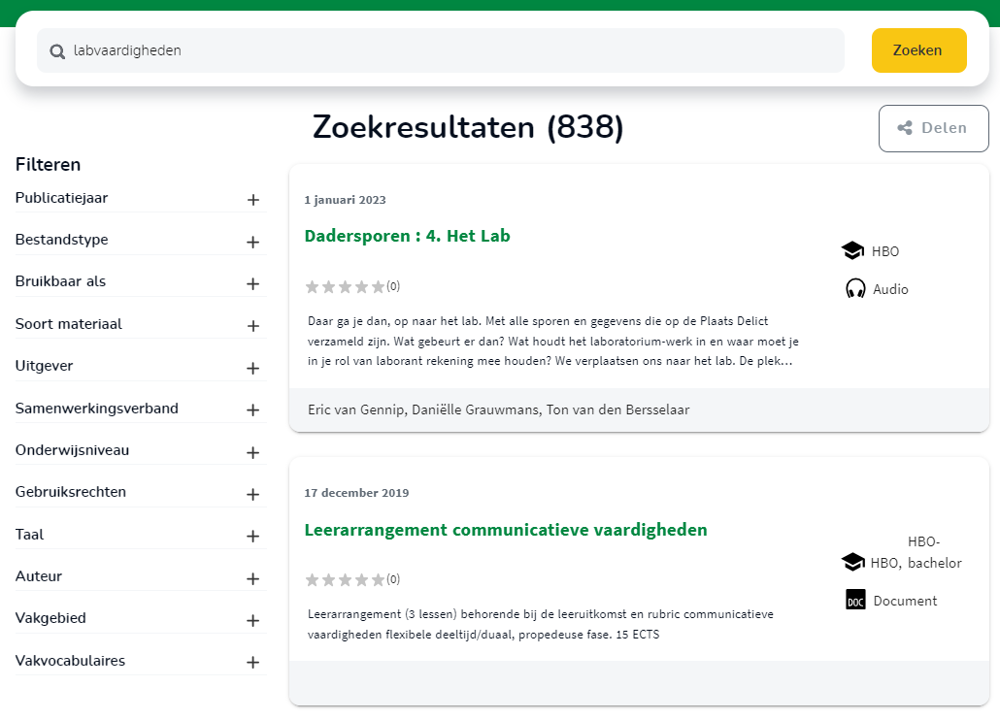 labvaardigheden
Zoeken
Zoekresultaten (838)
Delen
Filteren
Publicatiejaar
Bestandstype
Bruikbaar als
Soort materiaal
Uitgever
Samenwerkingsverband
Onderwijsniveau
Gebruiksrechten
Taal
Auteur
Vakgebied
Vakvocabulaires
1 januari 2023
Dadersporen : 4. Het Lab
(0)
Daar ga je dan, op naar het lab. Met alle sporen en gegevens die op de Plaats Delict
verzameld zijn. Wat gebeurt er dan? Wat houdt het laboratorium-werk in en waar moet je
in je rol van laborant rekening mee houden? We verplaatsen ons naar het lab. De plek...
HBO
Audio
Eric van Gennip, Daniëlle Grauwmans, Ton van den Bersselaar
17 december 2019
Leerarrangement communicatieve vaardigheden
(0)
Leerarrangement (3 lessen) behorende bij de leeruitkomst en rubric communicatieve
vaardigheden flexibele deeltijd/duaal, propedeuse fase. 15 ECTS
HBO-
HBO, bachelor
DOC Document